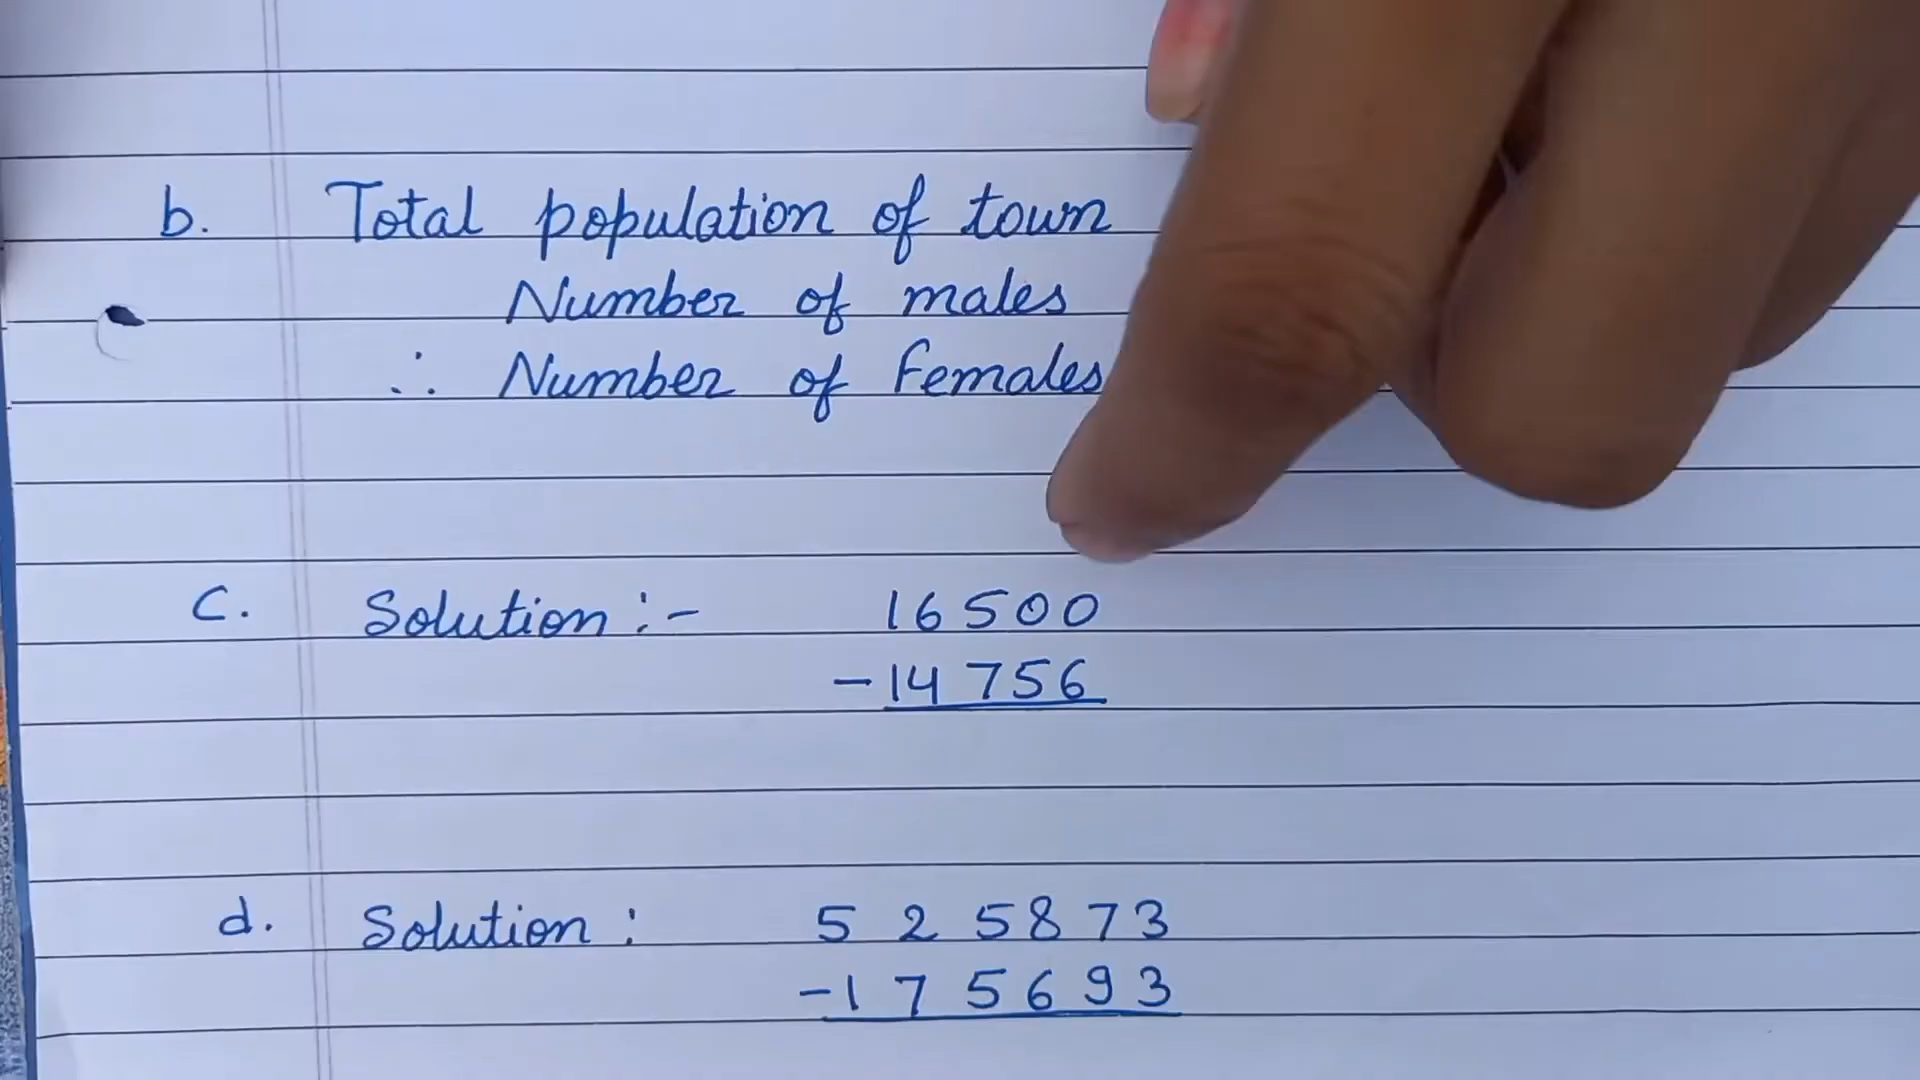 b. Total population of town
Number of males
∴ Number of females
c. Solution :- 16500
-14756
d. Solution : 525873
-175693